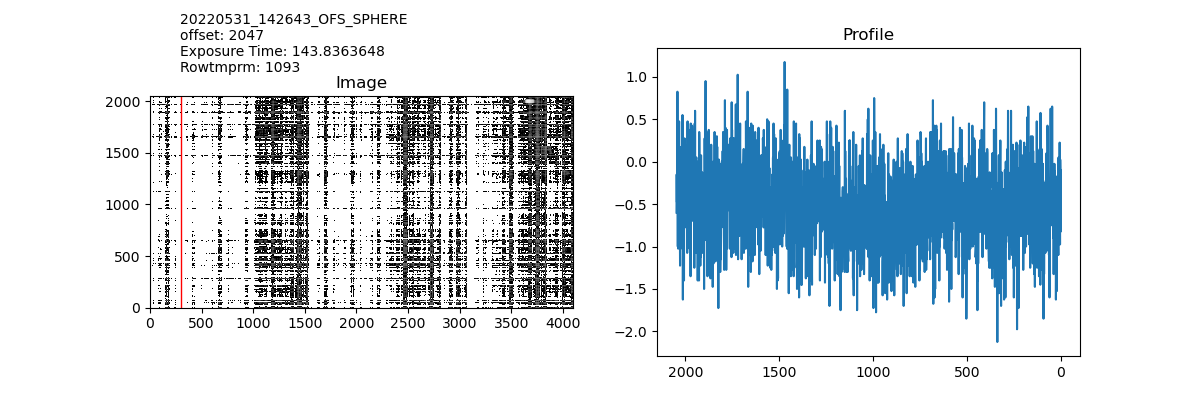 20220531_142643_OFS_SPHERE
offset: 2047
Exposure Time: 143.8363648
Rowtmprm: 1093
Image
2000
1500
1000
500
0
0 500 1000 1500 2000 2500 3000 3500 4000
Profile
1.0
0.5
0.0
−0.5
−1.0
−1.5
−2.0
2000 1500 1000 500 0